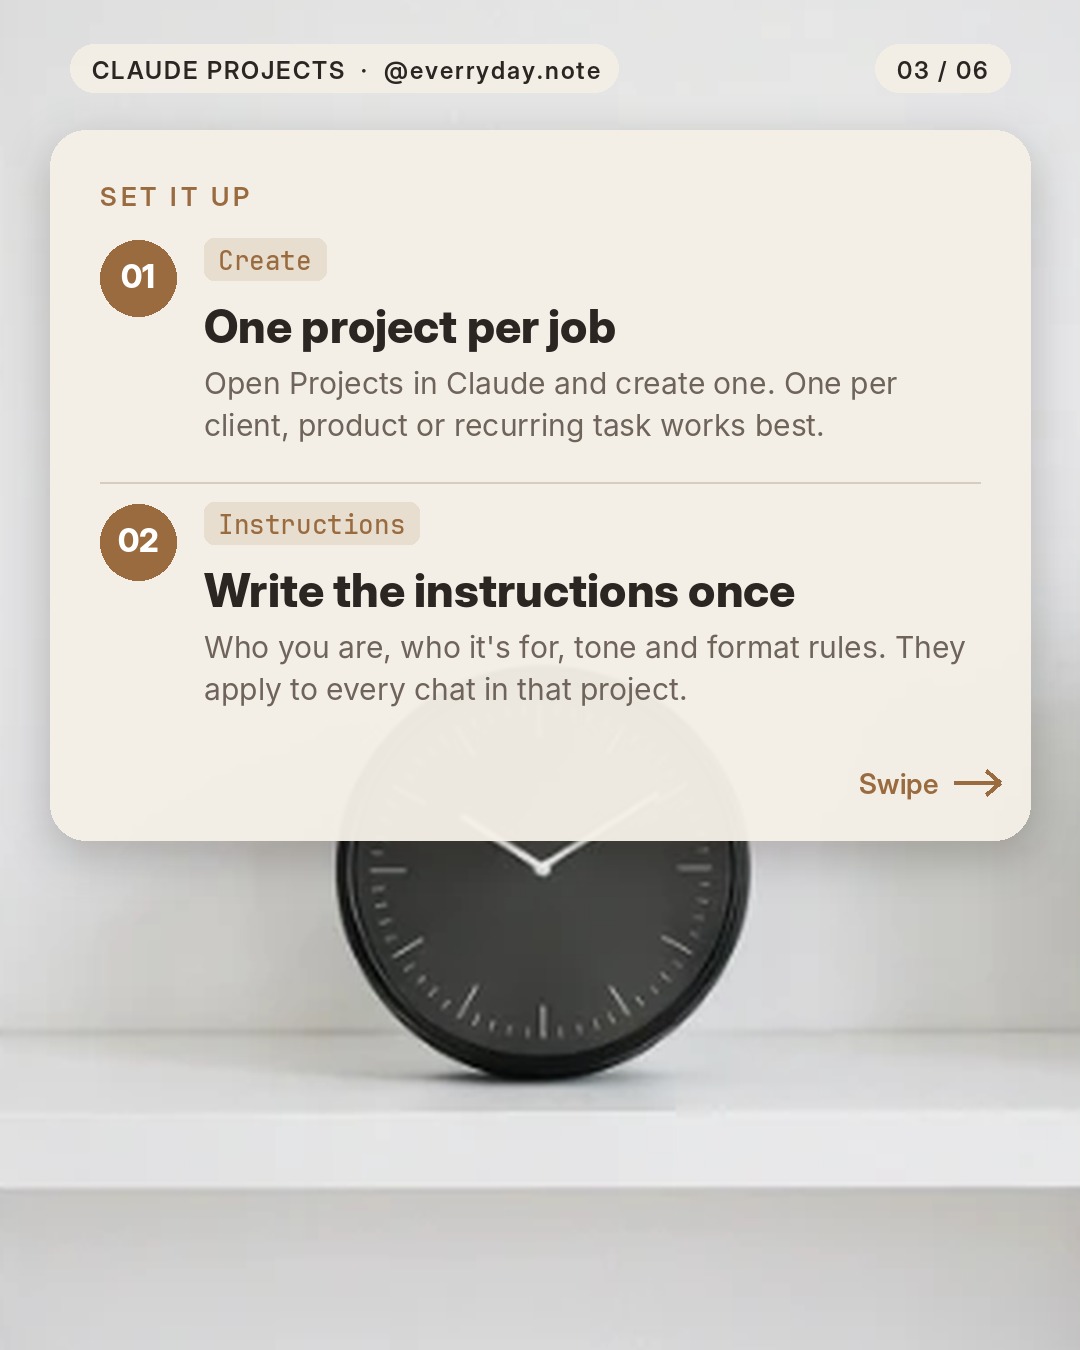 CLAUDE PROJECTS · @everryday.note
03 / 06
SET IT UP
01
Create
One project per job
Open Projects in Claude and create one. One per
client, product or recurring task works best.
02
Instructions
Write the instructions once
Who you are, who it's for, tone and format rules. They
apply to every chat in that project.
Swipe